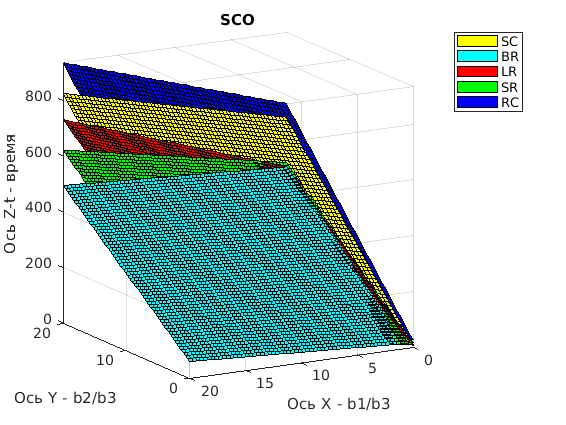 SCO
SC
BR
LR
SR
RC
Ось Z-t - время
800
600
400
200
0
20
10
0
20
15
10
5
0
Ось Y - b2/b3
Ось X - b1/b3